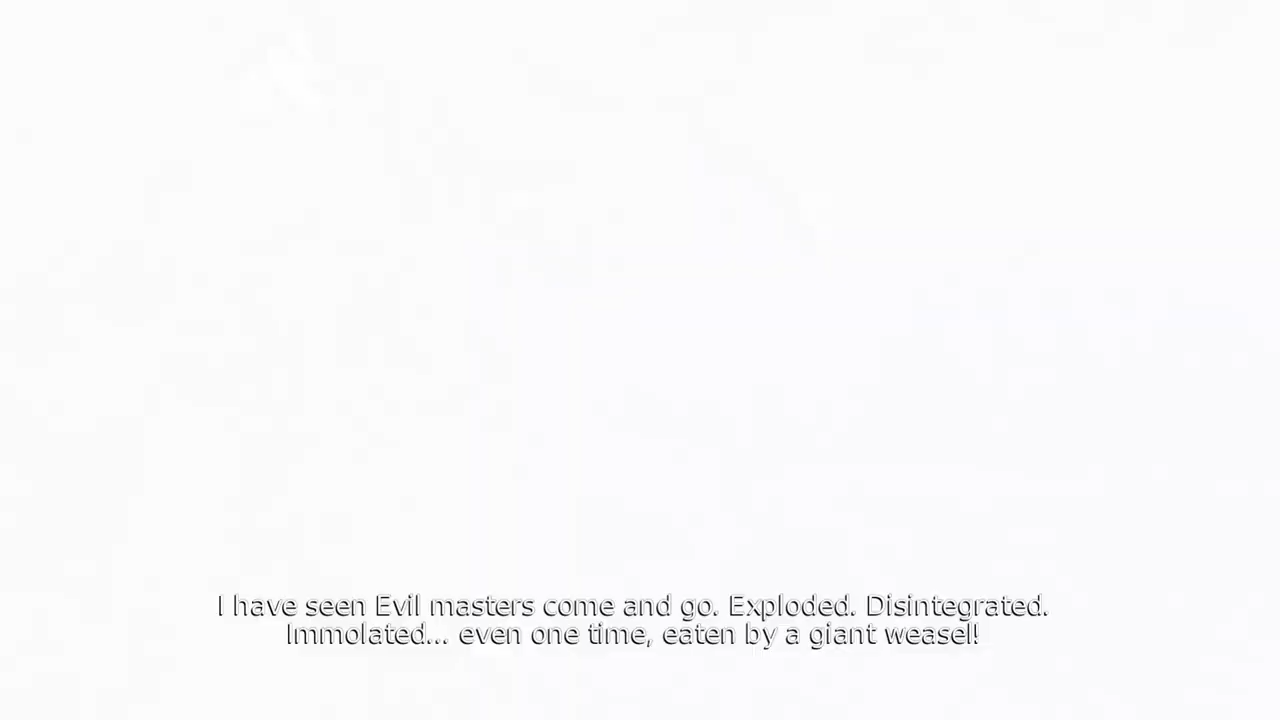 I have seen Evil masters come and go. Exploded. Disintegrated.
Immolated... even one time, eaten by a giant weasel!